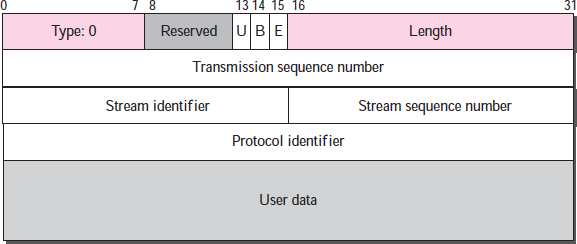 0 7 8 13 14 15 16 31
Type: 0 Reserved U B E Length
Transmission sequence number
Stream identifier Stream sequence number
Protocol identifier
User data